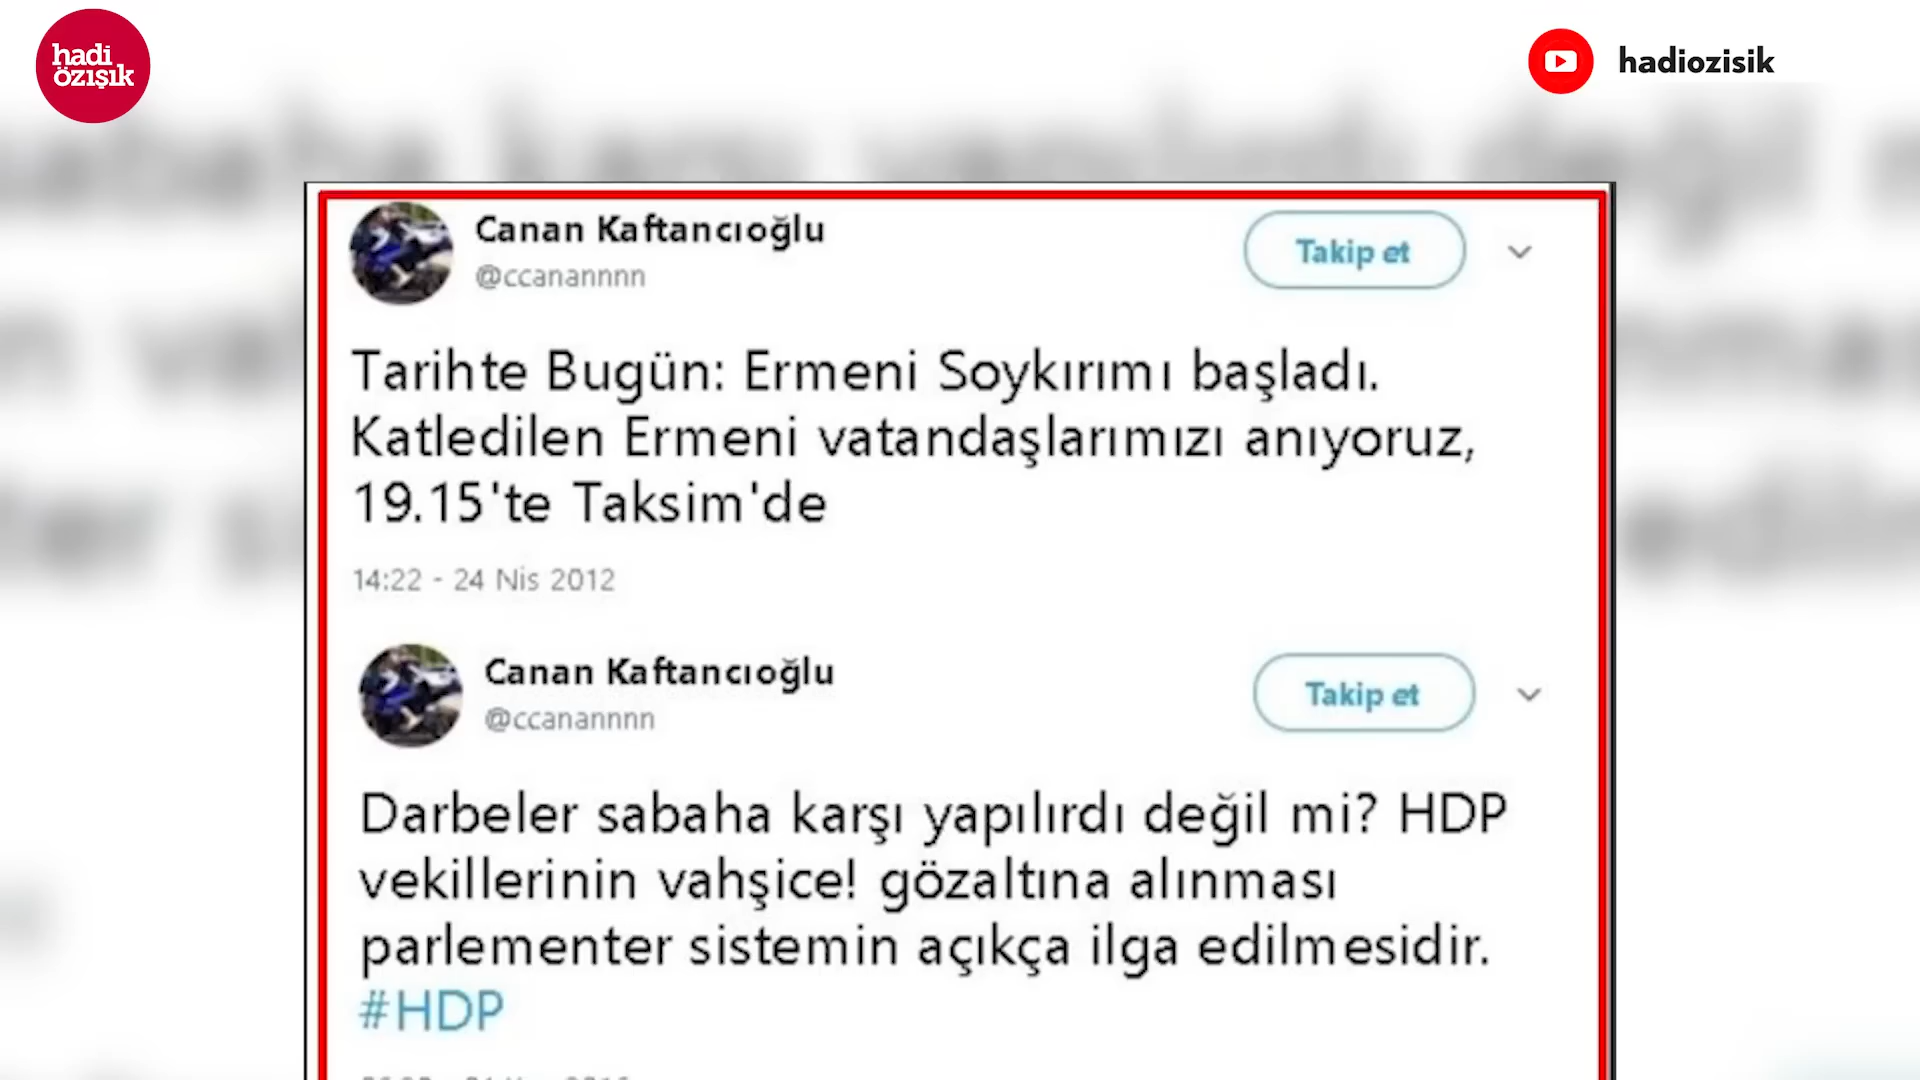 hadi
özışık
hadiozisik
Canan Kaftancıoğlu
@ccanannnn
Takip et
Tarihte Bugün: Ermeni Soykırımı başladı.
Katledilen Ermeni vatandaşlarımızı anıyoruz,
19.15'te Taksim'de
14:22 - 24 Nis 2012
Canan Kaftancıoğlu
@ccanannnn
Takip et
Darbeler sabaha karşı yapılırdı değil mi? HDP
vekillerinin vahşice! gözaltına alınması
parlementer sistemin açıkça ilga edilmesidir.
#HDP